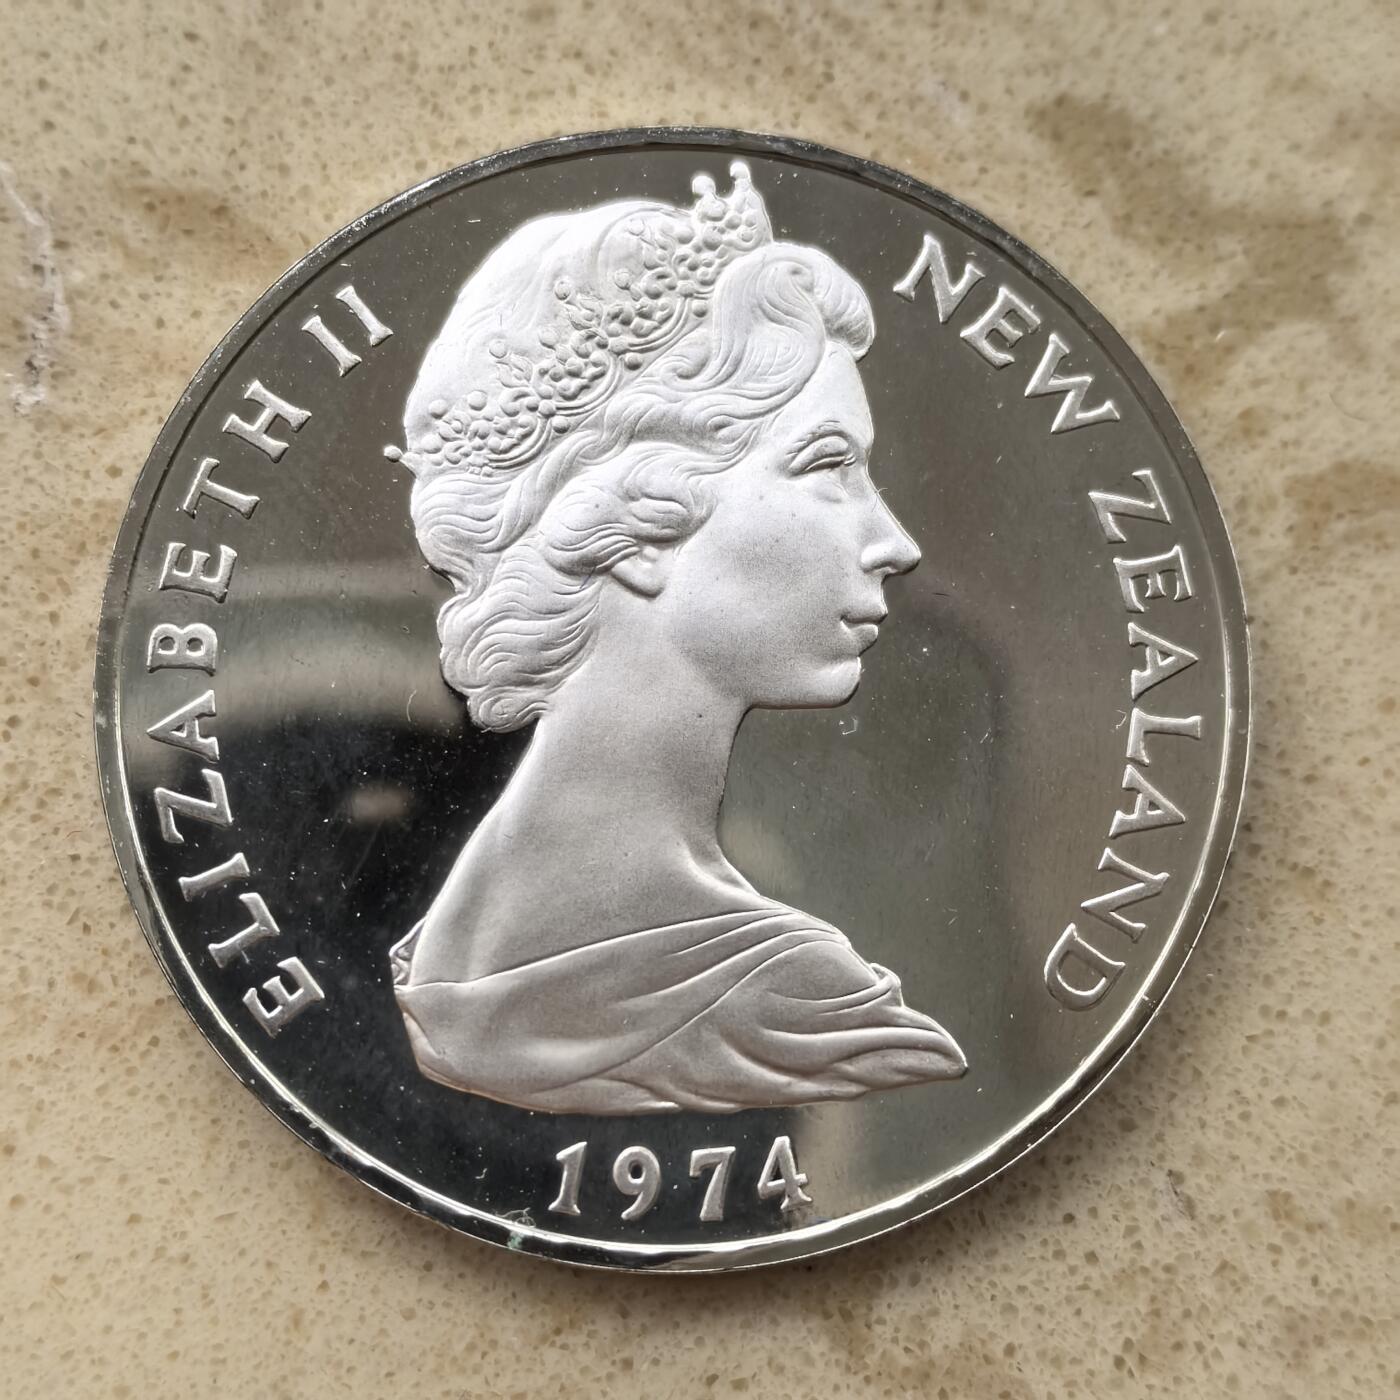 ELIZABETH II
NEW ZEALAND
1974